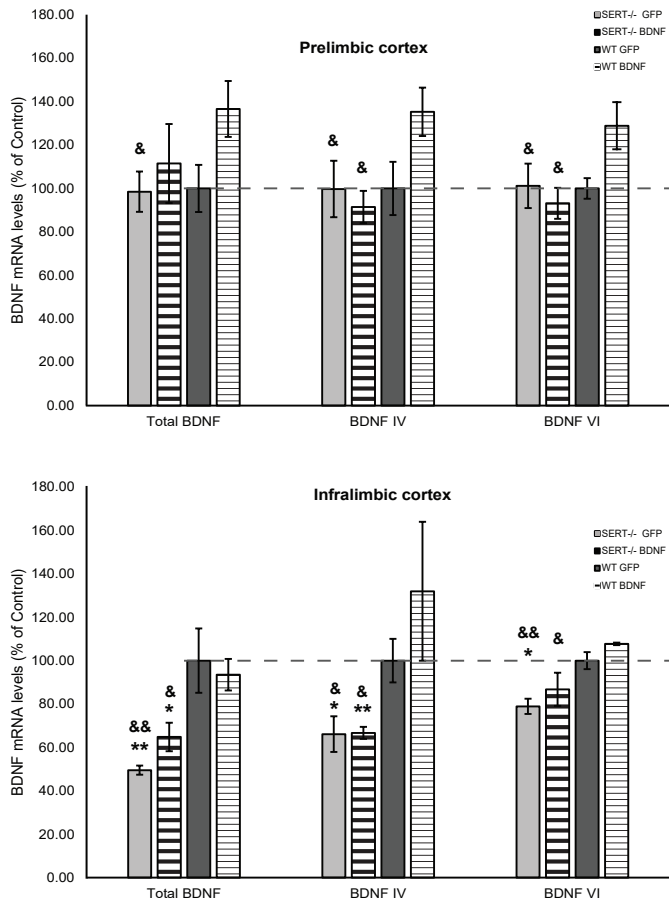 Prelimbic cortex
SERT-/- GFP
SERT-/- BDNF
WT GFP
WT BDNF
BDNF mRNA levels (% of Control)
180.00
160.00
140.00
120.00
100.00
80.00
60.00
40.00
20.00
0.00
&
&
&
&
&
Total BDNF
BDNF IV
BDNF VI
Infralimbic cortex
SERT-/- GFP
SERT-/- BDNF
WT GFP
WT BDNF
BDNF mRNA levels (% of Control)
180.00
160.00
140.00
120.00
100.00
80.00
60.00
40.00
20.00
0.00
&&
**
&
*
&
*
&
**
&&
*
&
Total BDNF
BDNF IV
BDNF VI